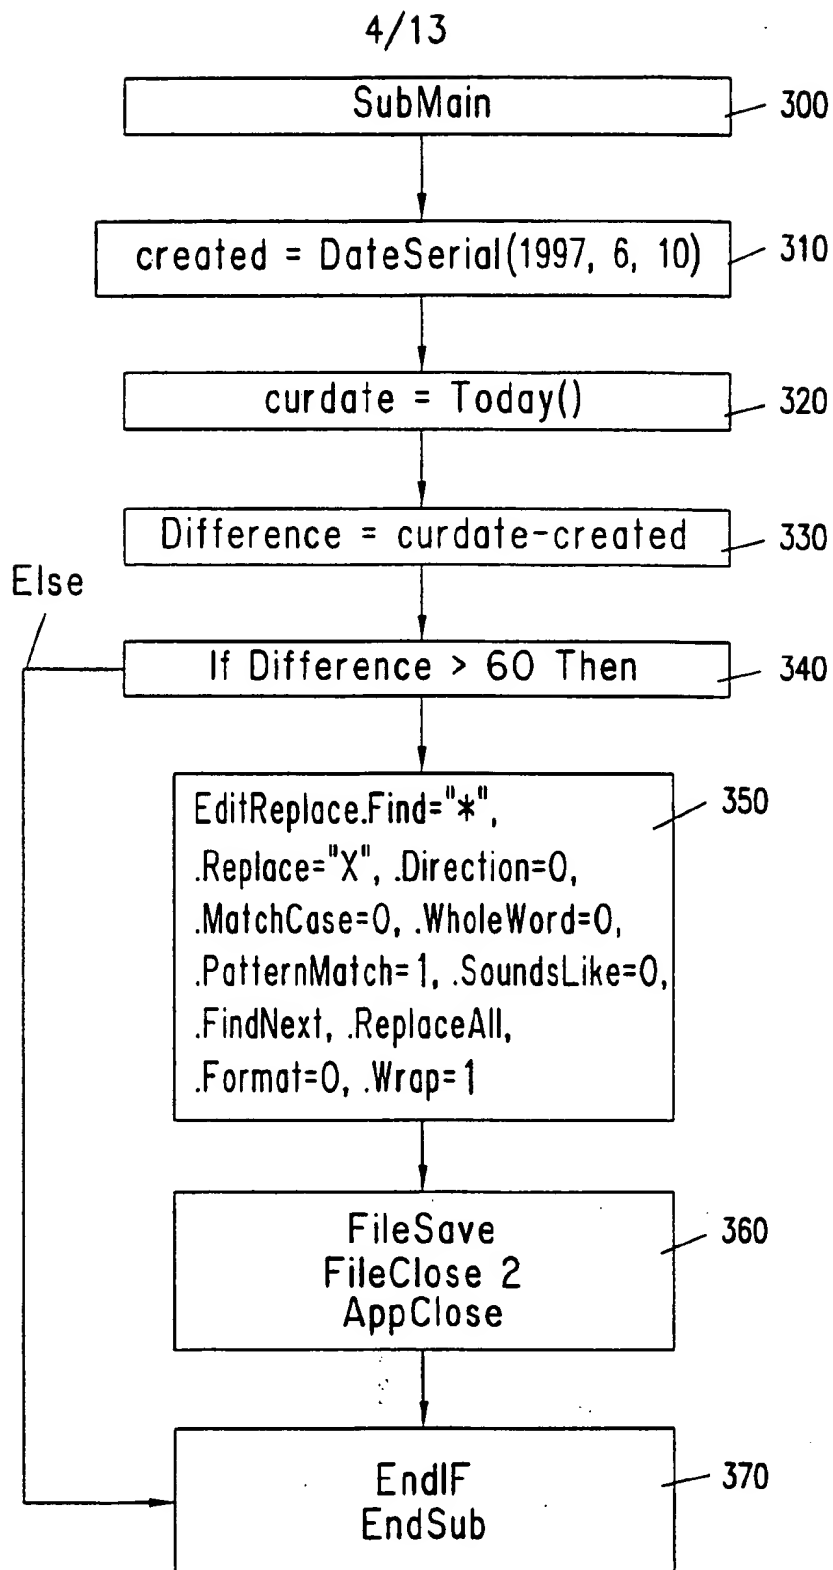 4/13
SubMain
300
created = DateSerial(1997, 6, 10)
310
curdate = Today()
320
Difference = curdate-created
330
Else
If Difference > 60 Then
340
EditReplace.Find="*",
.Replace="X", .Direction=0,
.MatchCase=0, .WholeWord=0,
.PatternMatch=1, .SoundsLike=0,
.FindNext, .ReplaceAll,
.Format=0, .Wrap=1
350
FileSave
FileClose 2
AppClose
360
EndIF
EndSub
370